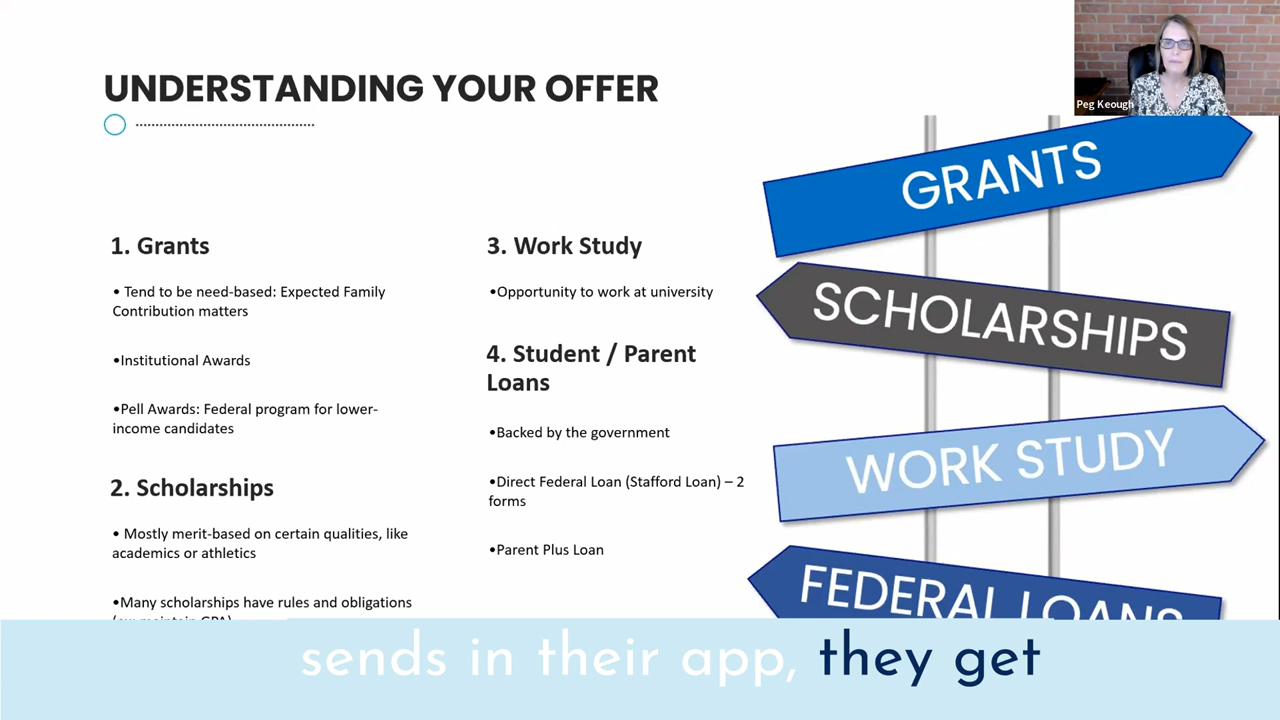 UNDERSTANDING YOUR OFFER
Peg Keough
1. Grants
• Tend to be need-based: Expected Family
Contribution matters
•Institutional Awards
•Pell Awards: Federal program for lower-
income candidates
2. Scholarships
• Mostly merit-based on certain qualities, like
academics or athletics
•Many scholarships have rules and obligations
3. Work Study
•Opportunity to work at university
4. Student / Parent
Loans
•Backed by the government
•Direct Federal Loan (Stafford Loan) – 2
forms
•Parent Plus Loan
GRANTS
SCHOLARSHIPS
WORK STUDY
FEDERAL LOANS
sends in their app, they get